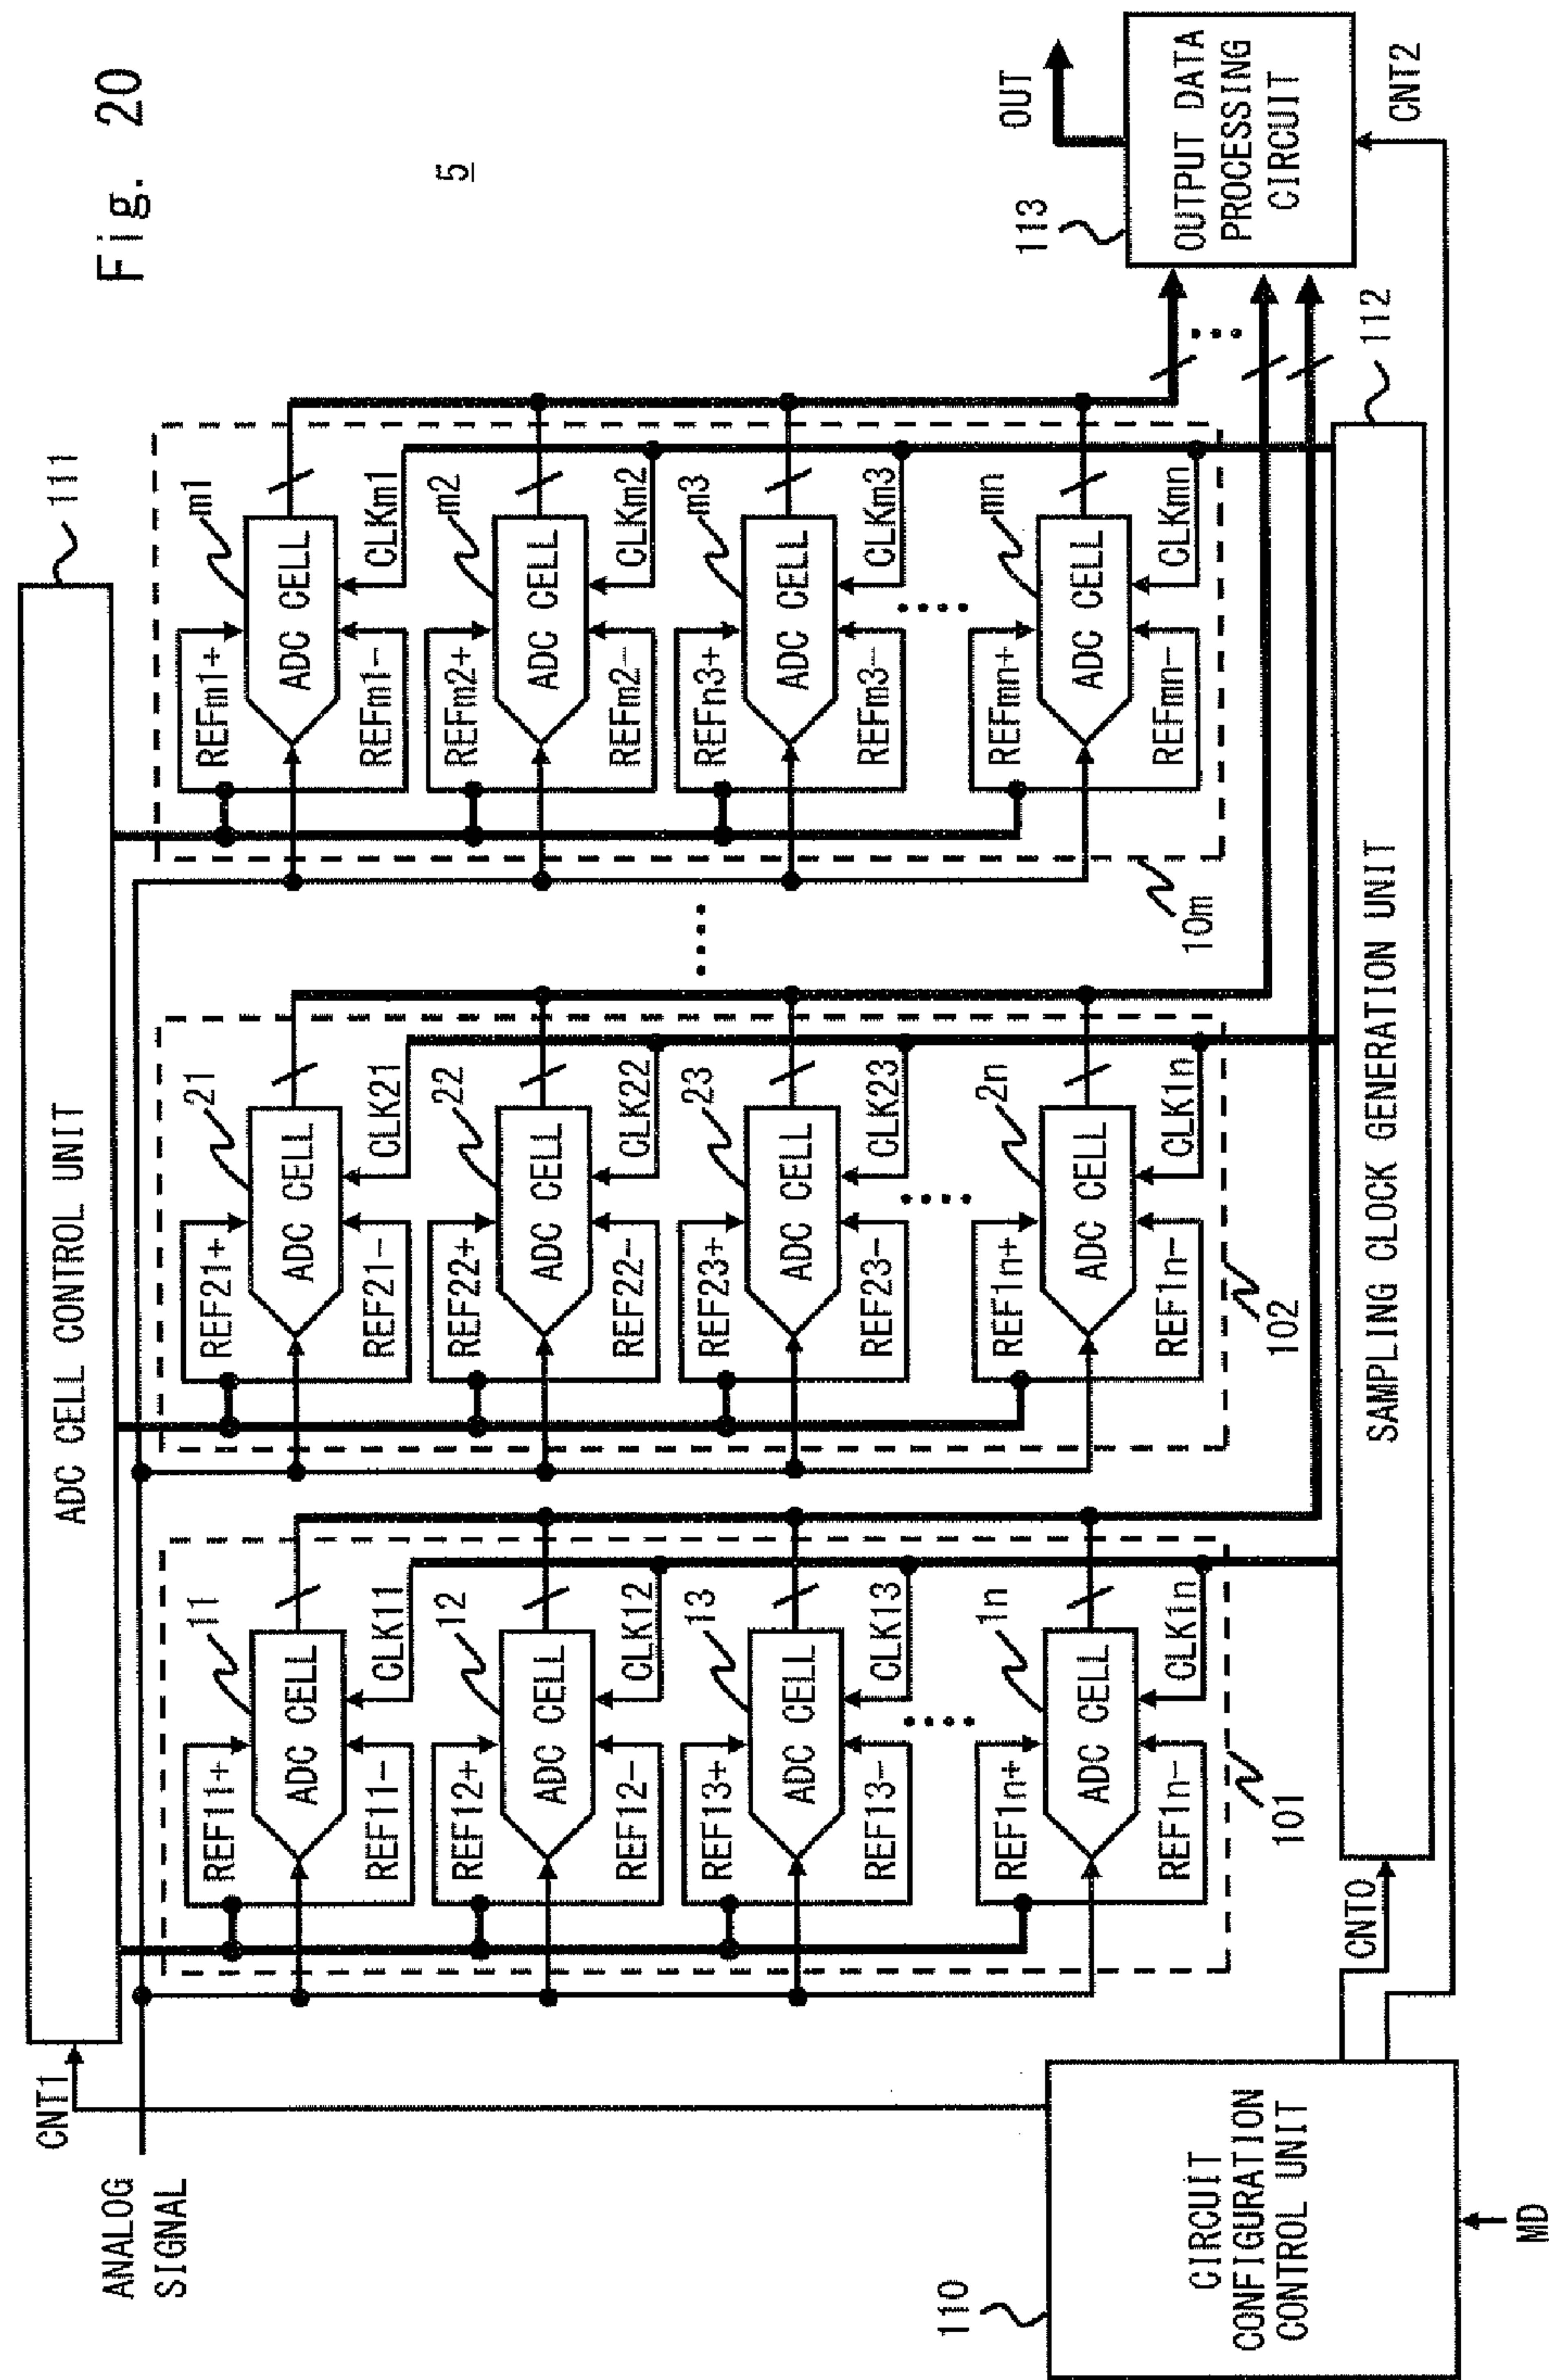 Fig. 20
5
ADC CELL CONTROL UNIT
111
CNT1
ANALOG
SIGNAL
REF11+
11
ADC CELL
REF11-
CLK11
REF12+
12
ADC CELL
REF12-
CLK12
REF13+
13
ADC CELL
REF13-
CLK13
REF1n+
1n
ADC CELL
REF1n-
CLK1n
101
REF21+
21
ADC CELL
REF21-
CLK21
REF22+
22
ADC CELL
REF22-
CLK22
REF23+
23
ADC CELL
REF23-
CLK23
REF1n+
2n
ADC CELL
REF1n-
CLK1n
102
REFm1+
m1
ADC CELL
REFm1-
CLKm1
REFm2+
m2
ADC CELL
REFm2-
CLKm2
REFn3+
m3
ADC CELL
REFm3-
CLKm3
REFmn+
mn
ADC CELL
REFmn-
CLKmn
10m
OUT
113
OUTPUT DATA
PROCESSING
CIRCUIT
CNT2
112
SAMPLING CLOCK GENERATION UNIT
CNT0
110
CIRCUIT
CONFIGURATION
CONTROL UNIT
MD